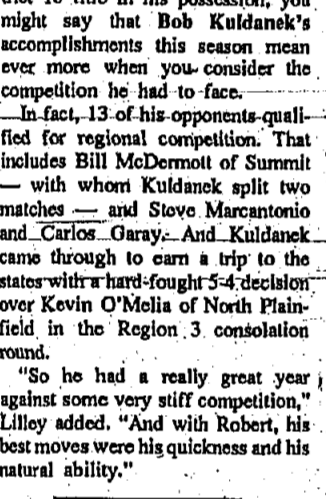 in his possession, you
might say that Bob Kuldanek's
accomplishments this season mean
ever more when you consider the
competition he had to face.
In fact, 13 of his opponents quali-
fied for regional competition. That
includes Bill McDermott of Summit
— with whom Kuldanek split two
matches — and Steve Marcantonio
and Carlos Garay. And Kuldanek
came through to earn a trip to the
states with a hard-fought 5-4 decision
over Kevin O'Melia of North Plain-
field in the Region 3 consolation
round.
"So he had a really great year
against some very stiff competition,"
Lilley added. "And with Robert, his
best moves were his quickness and his
natural ability."